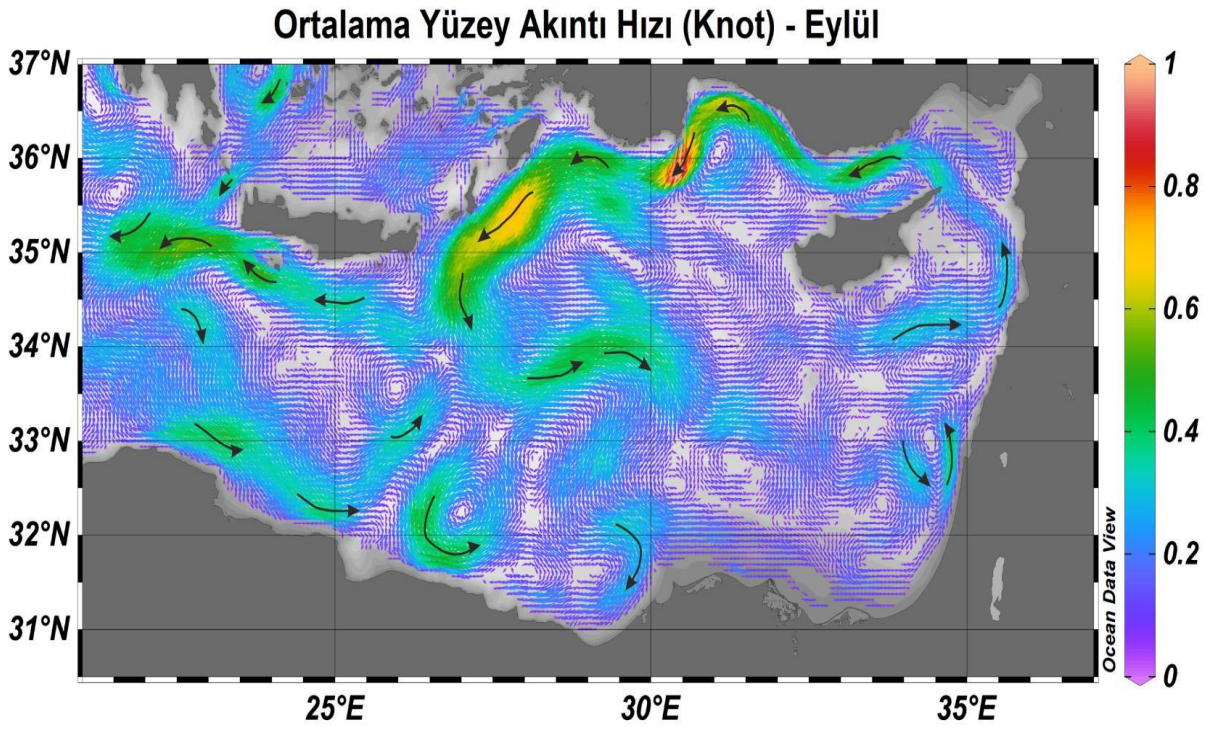 Ortalama Yüzey Akıntı Hızı (Knot) - Eylül
37°N
36°N
35°N
34°N
33°N
32°N
31°N
25°E
30°E
35°E
Ocean Data View
1
0.8
0.6
0.4
0.2
0